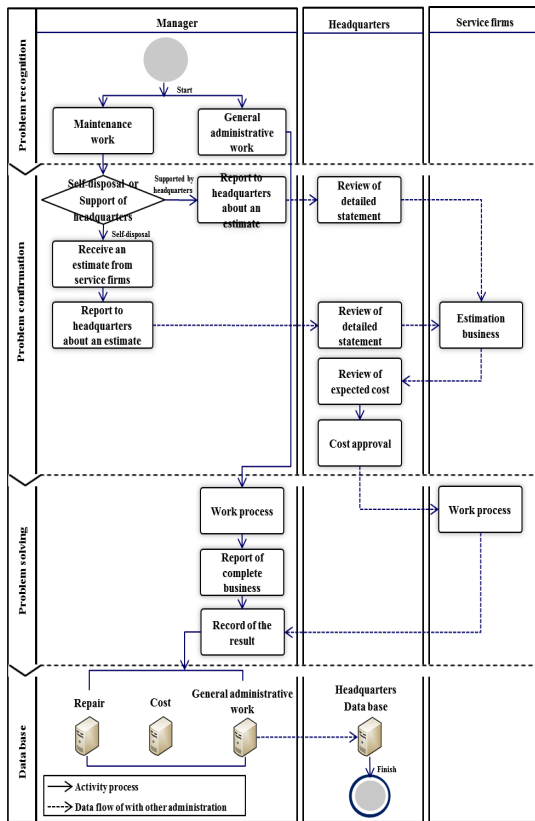 Manager
Headquarters
Service firms
Problem recognition
Start
Maintenance
work
General
administrative
work
Problem confirmation
Self-disposal or
Support of
headquarters
Supported by
headquarters
Report to
headquarters
about an
estimate
Review of
detailed
statement
Self-disposal
Receive an
estimate from
service firms
Report to
headquarters
about an estimate
Review of
detailed
statement
Estimation
business
Review of
expected cost
Cost approval
Problem solving
Work process
Work process
Report of
complete
business
Record of the
result
Data base
Repair
Cost
General administrative
work
Headquarters
Data base
Finish
Activity process
Data flow of with other administration